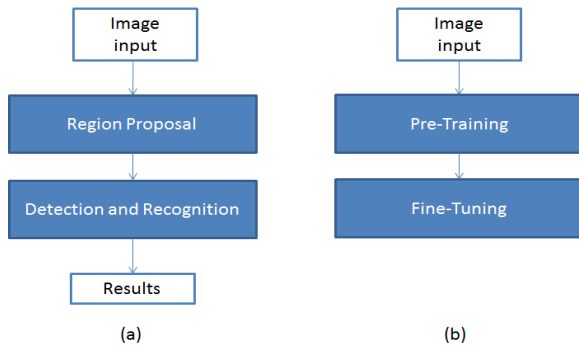 Image
input
Region Proposal
Detection and Recognition
Results
(a)
Image
input
Pre-Training
Fine-Tuning
(b)